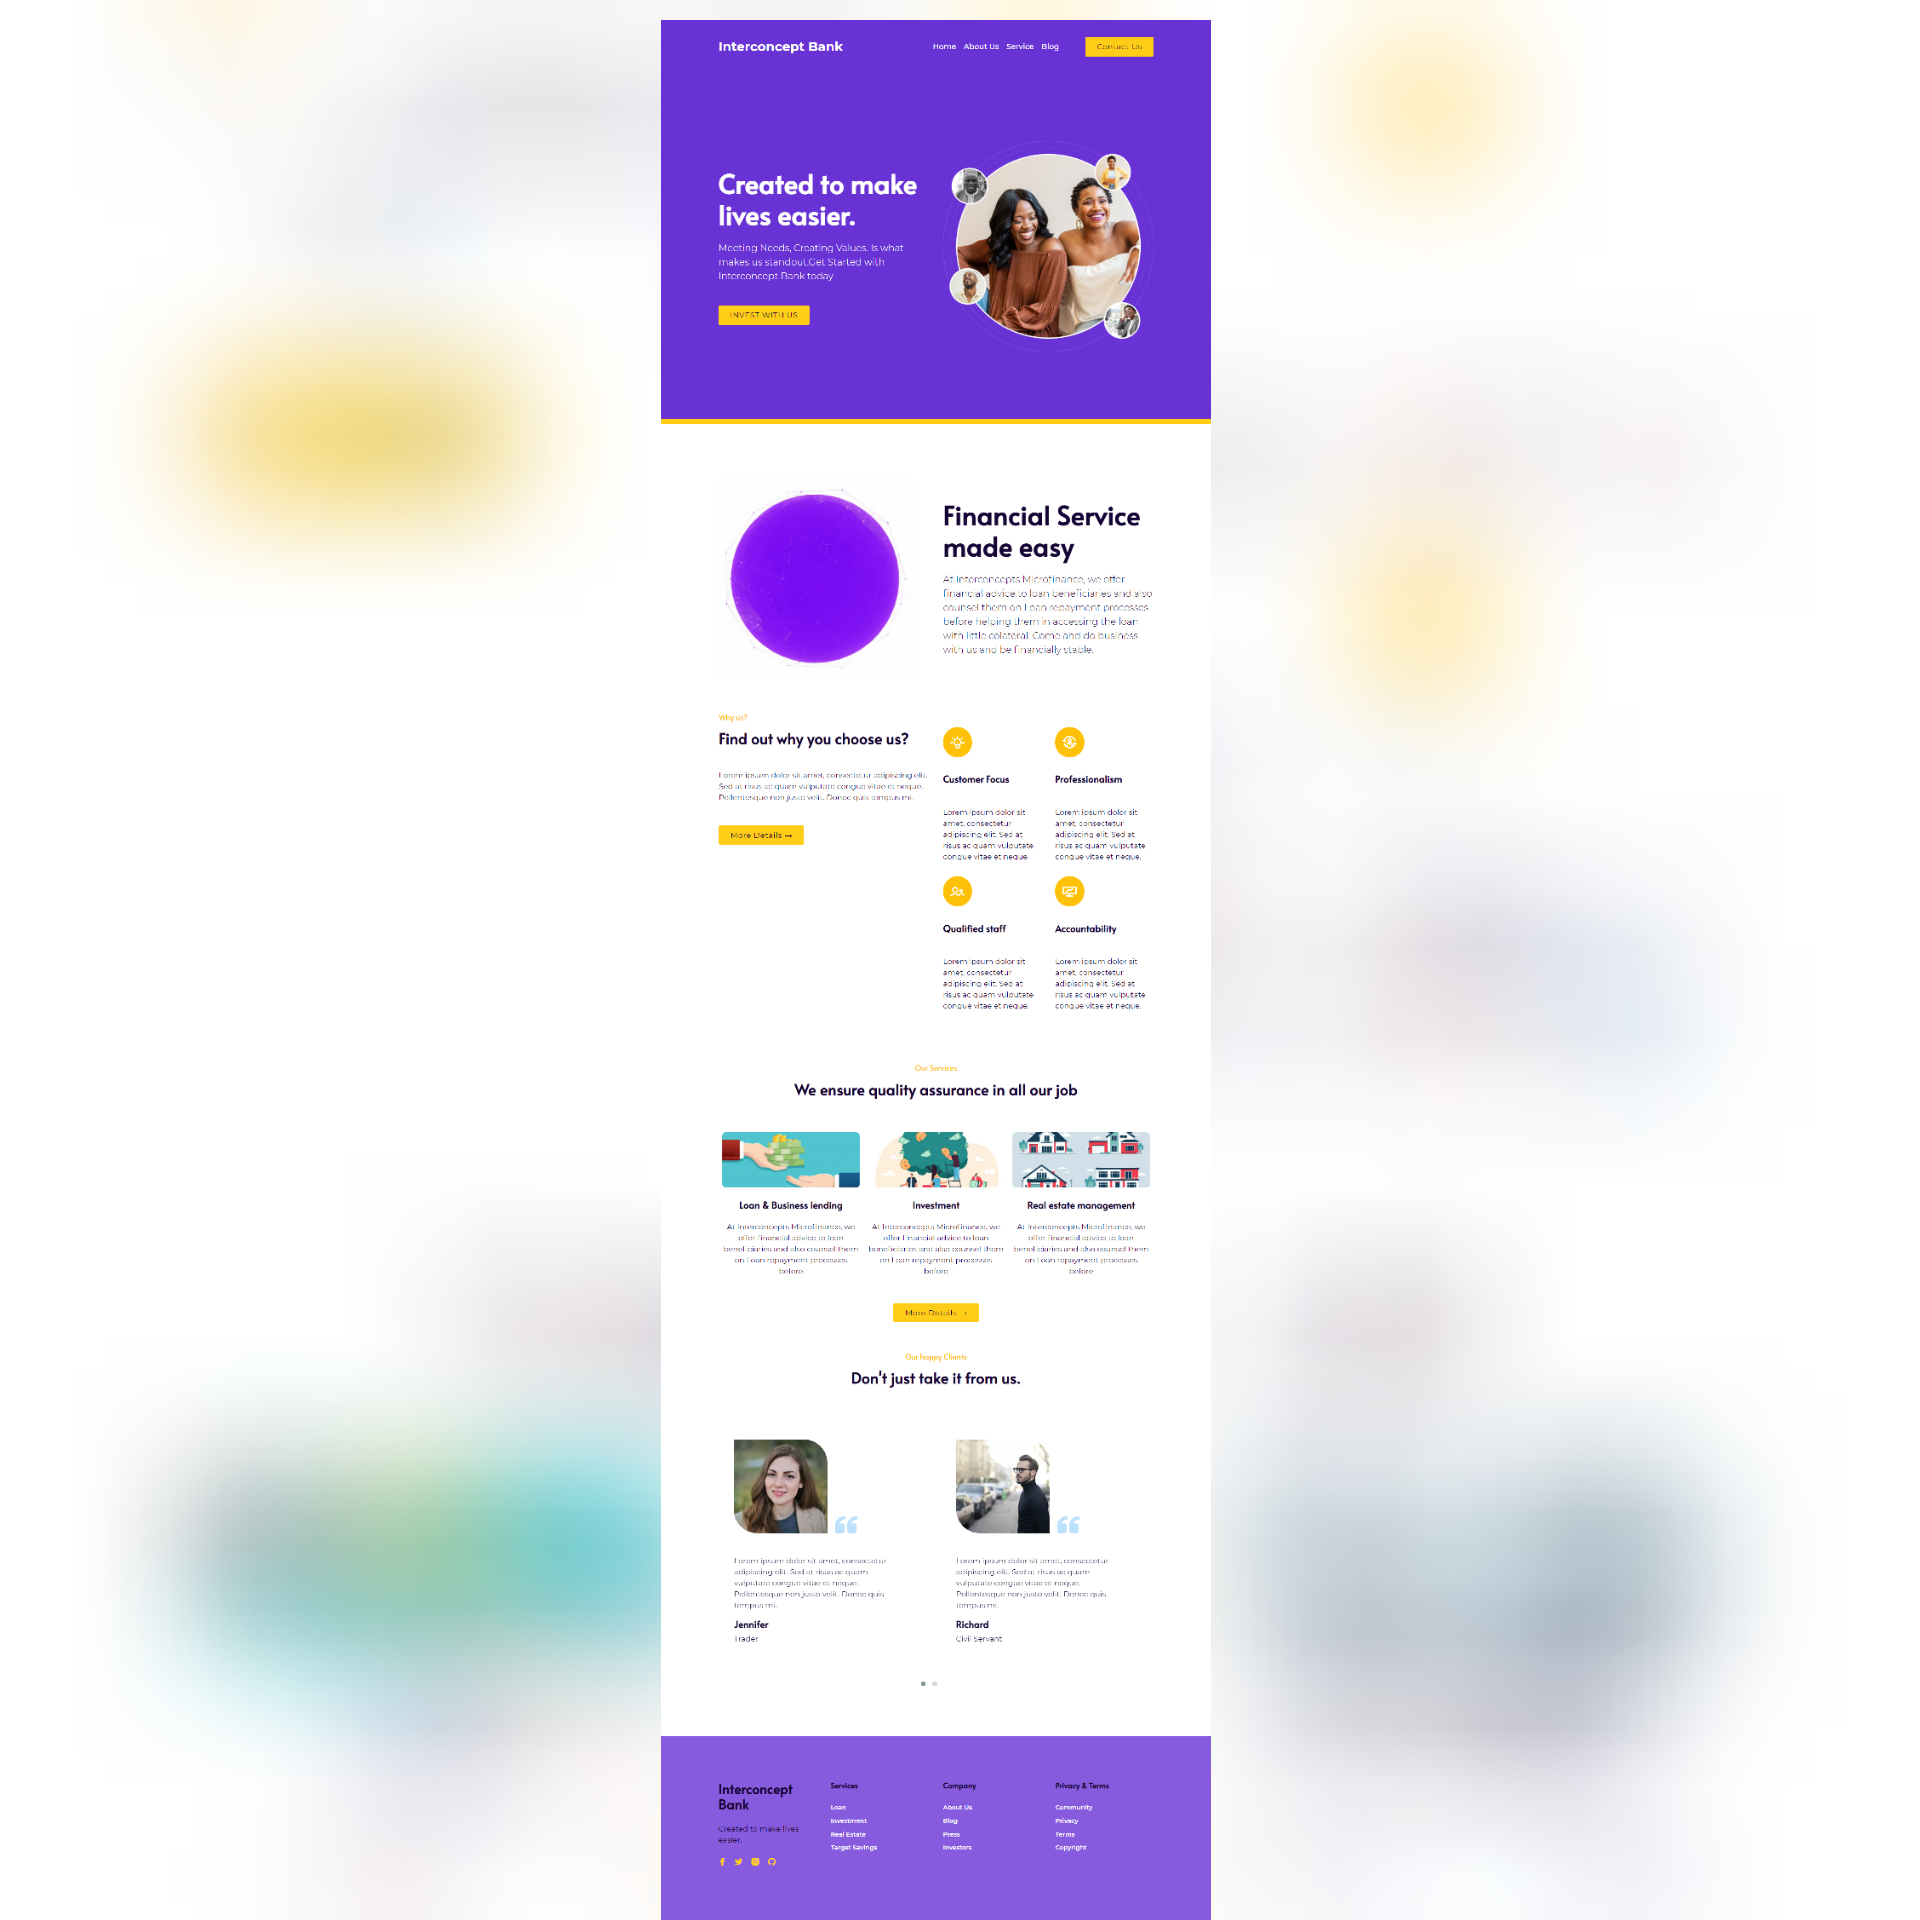 Interconcept Bank
Home About Us Service Blog Contact Us
Created to make
lives easier.
Meeting Needs, Creating Values. Is what
makes us standout.Get Started with
Interconcept Bank today
INVEST WITH US
Financial Service
made easy
At Interconcepts Microfinance, we offer
financial advice to loan beneficiaries and also
counsel them on Loan repayment processes
before helping them in accessing the loan
with little colateral. Come and do business
with us and be financially stable.
Why us?
Find out why you choose us?
Lorem ipsum dolor sit amet, consectetur adipiscing elit.
Sed at risus ac quam vulputate congue vitae et neque.
Pellentesque non justo velit. Donec quis tempus mi.
More Details →
Customer Focus
Lorem ipsum dolor sit
amet, consectetur
adipiscing elit. Sed at
risus ac quam vulputate
congue vitae et neque.
Professionalism
Lorem ipsum dolor sit
amet, consectetur
adipiscing elit. Sed at
risus ac quam vulputate
congue vitae et neque.
Qualified staff
Lorem ipsum dolor sit
amet, consectetur
adipiscing elit. Sed at
risus ac quam vulputate
congue vitae et neque.
Accountability
Lorem ipsum dolor sit
amet, consectetur
adipiscing elit. Sed at
risus ac quam vulputate
congue vitae et neque.
Our Services
We ensure quality assurance in all our job
Loan & Business lending
At Interconcepts Microfinance, we
offer financial advice to loan
beneficiaries and also counsel them
on Loan repayment processes
before
Investment
At Interconcepts Microfinance, we
offer financial advice to loan
beneficiaries and also counsel them
on Loan repayment processes
before
Real estate management
At Interconcepts Microfinance, we
offer financial advice to loan
beneficiaries and also counsel them
on Loan repayment processes
before
More Details →
Our happy Clients
Don't just take it from us.
Lorem ipsum dolor sit amet, consectetur
adipiscing elit. Sed at risus ac quam
vulputate congue vitae et neque.
Pellentesque non justo velit. Donec quis
tempus mi.
Jennifer
Trader
Lorem ipsum dolor sit amet, consectetur
adipiscing elit. Sed at risus ac quam
vulputate congue vitae et neque.
Pellentesque non justo velit. Donec quis
tempus mi.
Richard
Civil Servant
Interconcept
Bank
Created to make lives
easier.
Services
Loan
Investment
Real Estate
Target Savings
Company
About Us
Blog
Press
Investors
Privacy & Terms
Community
Privacy
Terms
Copyright